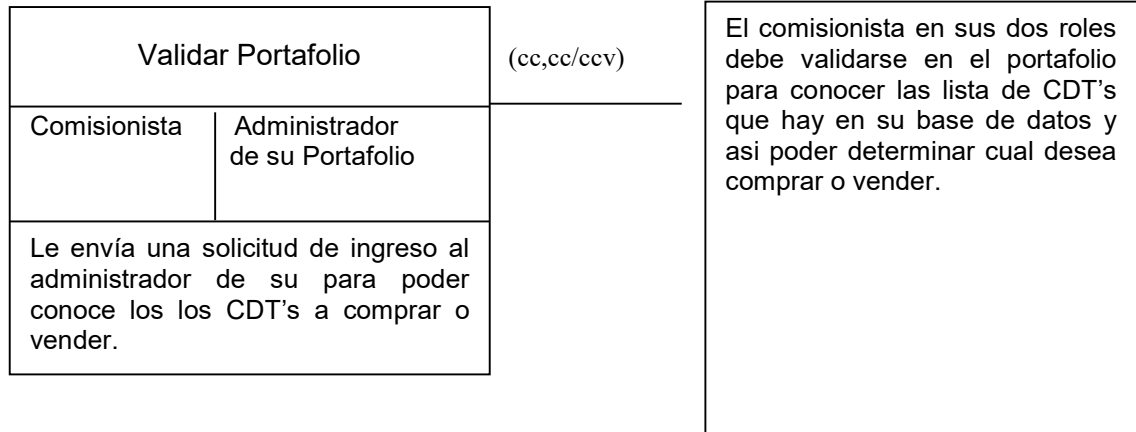 Validar Portafolio
(cc,cc/ccv)
Comisionista
Administrador
de su Portafolio
Le envía una solicitud de ingreso al
administrador de su para poder
conoce los los CDT's a comprar o
vender.
El comisionista en sus dos roles
debe validarse en el portafolio
para conocer las lista de CDT's
que hay en su base de datos y
asi poder determinar cual desea
comprar o vender.